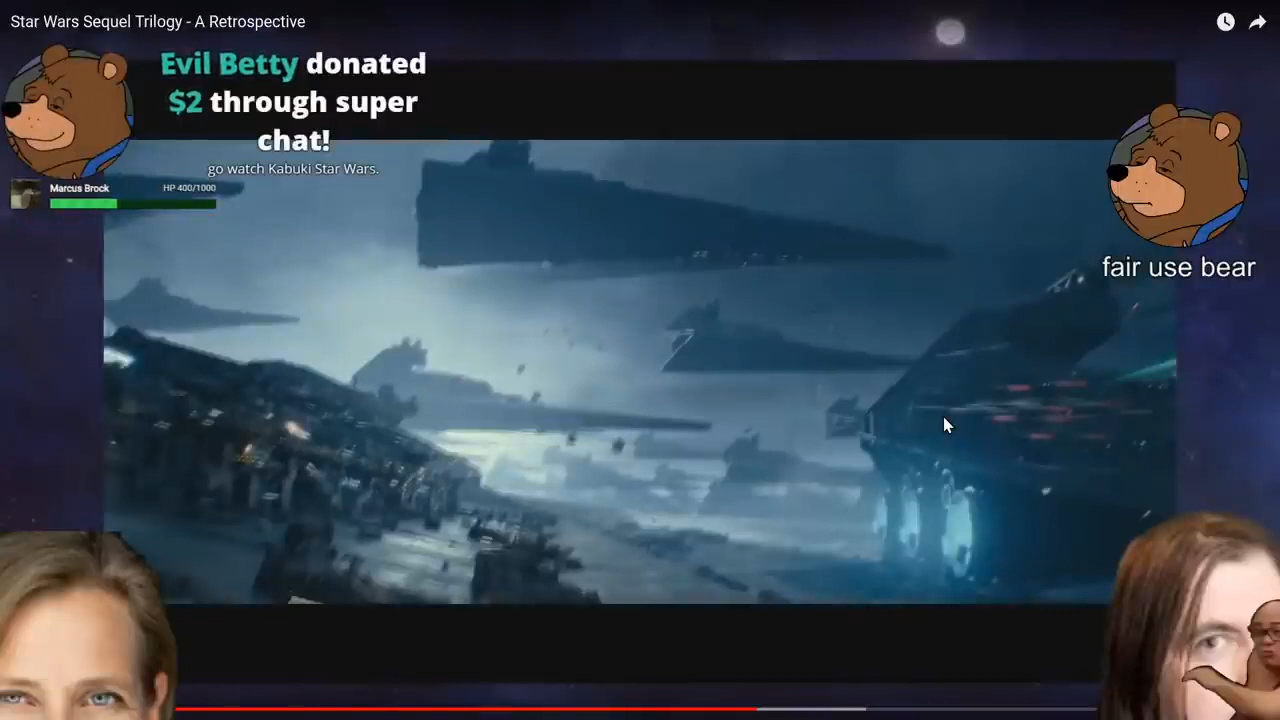 Star Wars Sequel Trilogy - A Retrospective
Evil Betty donated
$2 through super
chat!
go watch Kabuki Star Wars.
Marcus Brock HP 400/1000
fair use bear